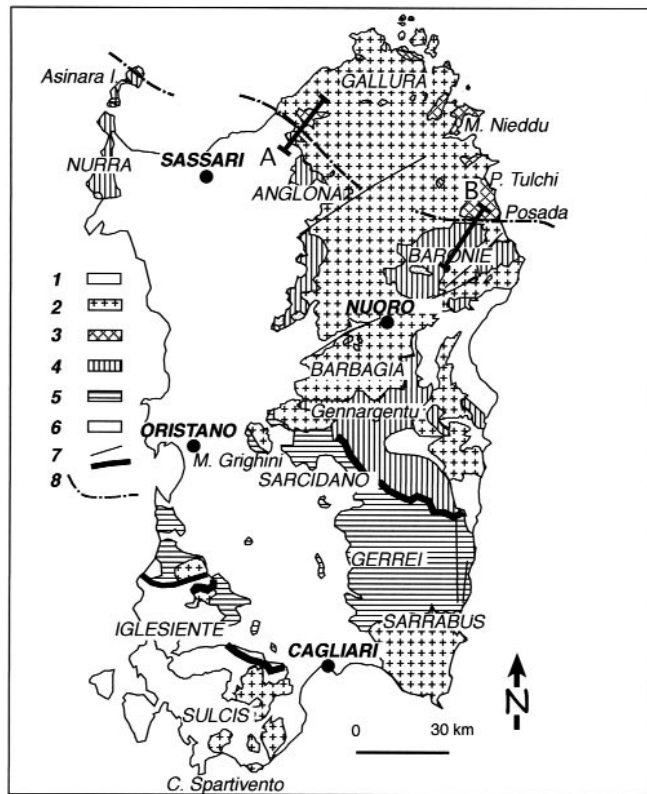 Asinara I.
GALLURA
M. Nieddu
NURRA
SASSARI
A
ANGLONA
P. Tulchi
B
Posada
BARONIE
1
2
3
4
5
6
7
8
NUORO
BARBAGIA
Gennargentu
ORISTANO
M. Grighini
SARCIDANO
GERREI
SARRABUS
IGLESIENTE
CAGLIARI
SULCIS
C. Spartivento
N
0 30 km